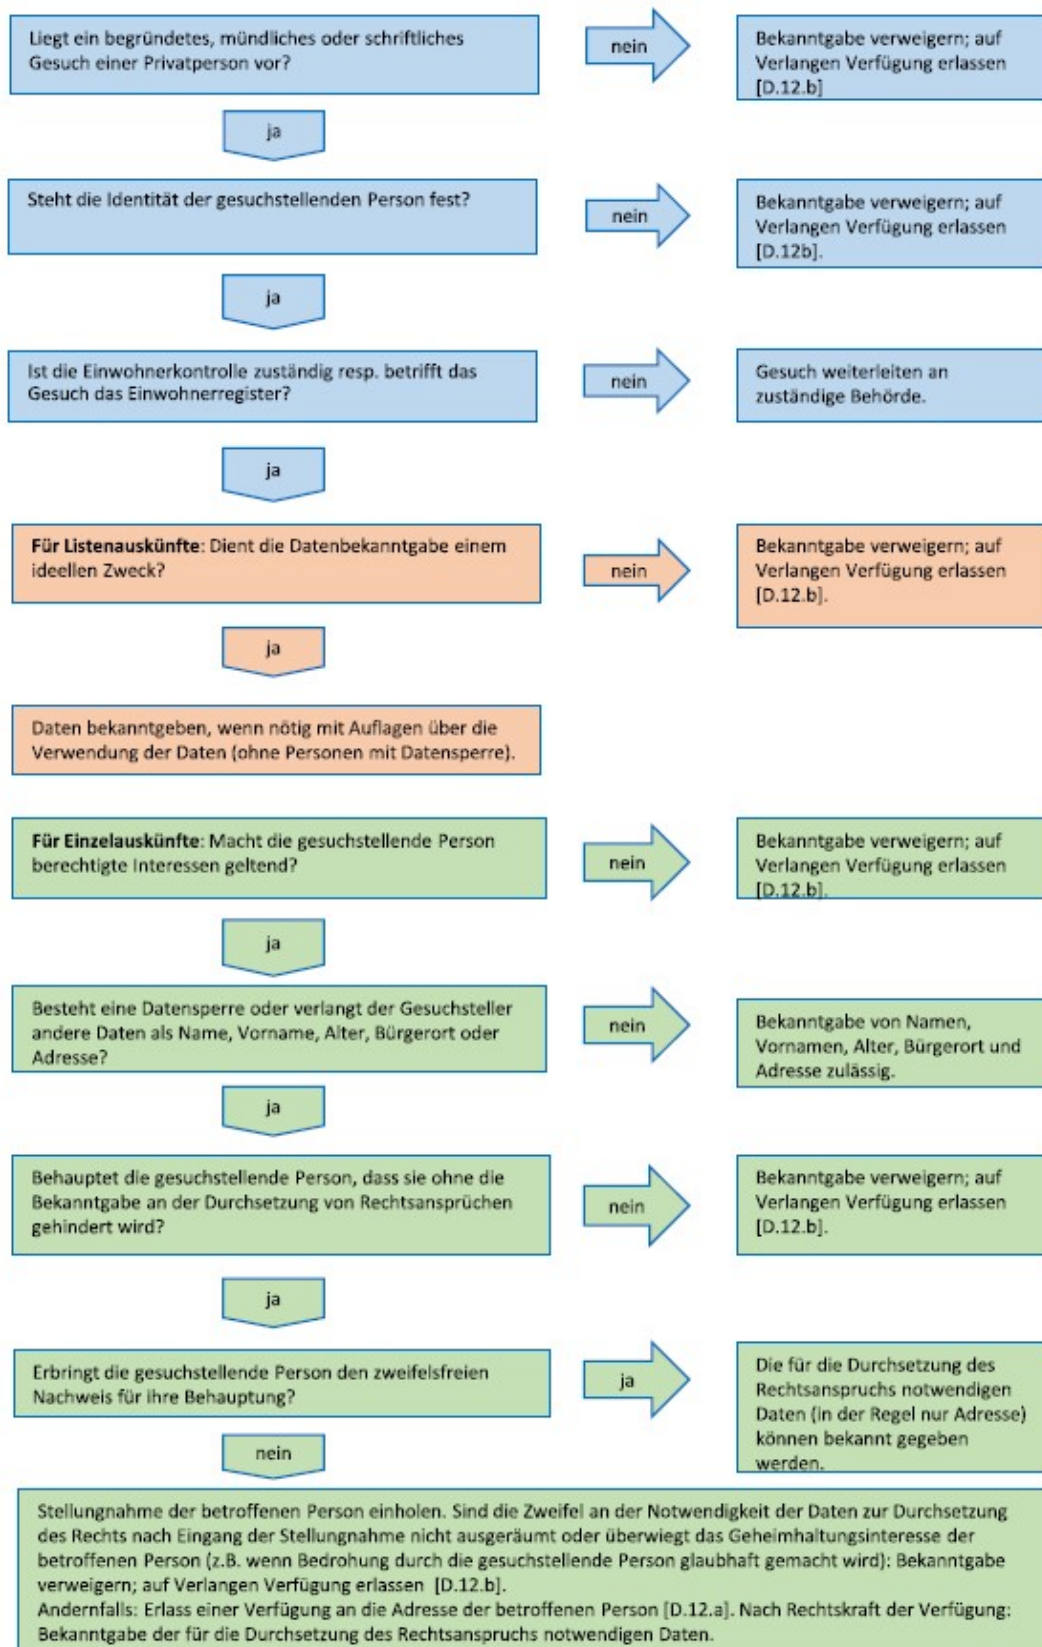 Liegt ein begründetes, mündliches oder schriftliches
Gesuch einer Privatperson vor?
nein
Bekanntgabe verweigern; auf
Verlangen Verfügung erlassen
[D.12.b]
ja
Steht die Identität der gesuchstellenden Person fest?
nein
Bekanntgabe verweigern; auf
Verlangen Verfügung erlassen
[D.12b].
ja
Ist die Einwohnerkontrolle zuständig resp. betrifft das
Gesuch das Einwohnerregister?
nein
Gesuch weiterleiten an
zuständige Behörde.
ja
Für Listenauskünfte: Dient die Datenbekanntgabe einem
ideellen Zweck?
nein
Bekanntgabe verweigern; auf
Verlangen Verfügung erlassen
[D.12.b].
ja
Daten bekanntgeben, wenn nötig mit Auflagen über die
Verwendung der Daten (ohne Personen mit Datensperre).
Für Einzelauskünfte: Macht die gesuchstellende Person
berechtigte Interessen geltend?
nein
Bekanntgabe verweigern; auf
Verlangen Verfügung erlassen
[D.12.b].
ja
Besteht eine Datensperre oder verlangt der Gesuchsteller
andere Daten als Name, Vorname, Alter, Bürgerort oder
Adresse?
nein
Bekanntgabe von Namen,
Vornamen, Alter, Bürgerort und
Adresse zulässig.
ja
Behauptet die gesuchstellende Person, dass sie ohne die
Bekanntgabe an der Durchsetzung von Rechtsansprüchen
gehindert wird?
nein
Bekanntgabe verweigern; auf
Verlangen Verfügung erlassen
[D.12.b].
ja
Erbringt die gesuchstellende Person den zweifelsfreien
Nachweis für ihre Behauptung?
ja
Die für die Durchsetzung des
Rechtsanspruchs notwendigen
Daten (in der Regel nur Adresse)
können bekannt gegeben
werden.
nein
Stellungnahme der betroffenen Person einholen. Sind die Zweifel an der Notwendigkeit der Daten zur Durchsetzung
des Rechts nach Eingang der Stellungnahme nicht ausgeräumt oder überwiegt das Geheimhaltungsinteresse der
betroffenen Person (z.B. wenn Bedrohung durch die gesuchstellende Person glaubhaft gemacht wird): Bekanntgabe
verweigern; auf Verlangen Verfügung erlassen [D.12.b].
Andernfalls: Erlass einer Verfügung an die Adresse der betroffenen Person [D.12.a]. Nach Rechtskraft der Verfügung:
Bekanntgabe der für die Durchsetzung des Rechtsanspruchs notwendigen Daten.